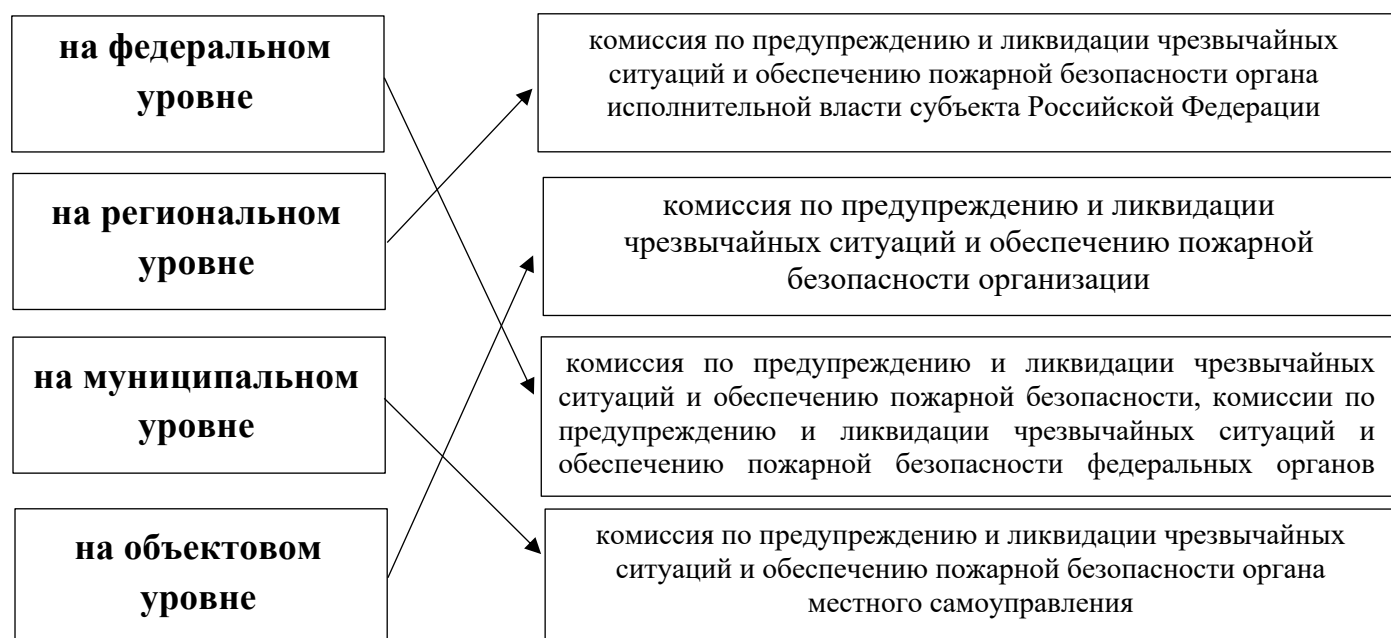 на федеральном
уровне
комиссия по предупреждению и ликвидации чрезвычайных
ситуаций и обеспечению пожарной безопасности органа
исполнительной власти субъекта Российской Федерации
на региональном
уровне
комиссия по предупреждению и ликвидации
чрезвычайных ситуаций и обеспечению пожарной
безопасности организации
на муниципальном
уровне
комиссия по предупреждению и ликвидации чрезвычайных
ситуаций и обеспечению пожарной безопасности, комиссии по
предупреждению и ликвидации чрезвычайных ситуаций и
обеспечению пожарной безопасности федеральных органов
на объектовом
уровне
комиссия по предупреждению и ликвидации чрезвычайных
ситуаций и обеспечению пожарной безопасности органа
местного самоуправления